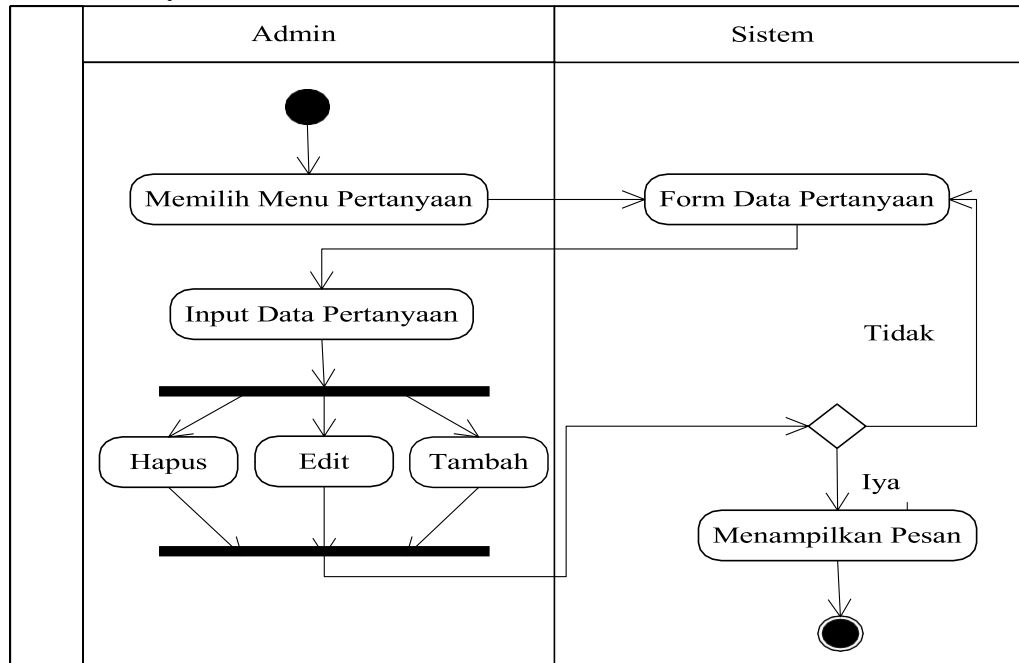 Admin
Sistem
Memilih Menu Pertanyaan
Form Data Pertanyaan
Input Data Pertanyaan
Tidak
Hapus
Edit
Tambah
Iya
Menampilkan Pesan